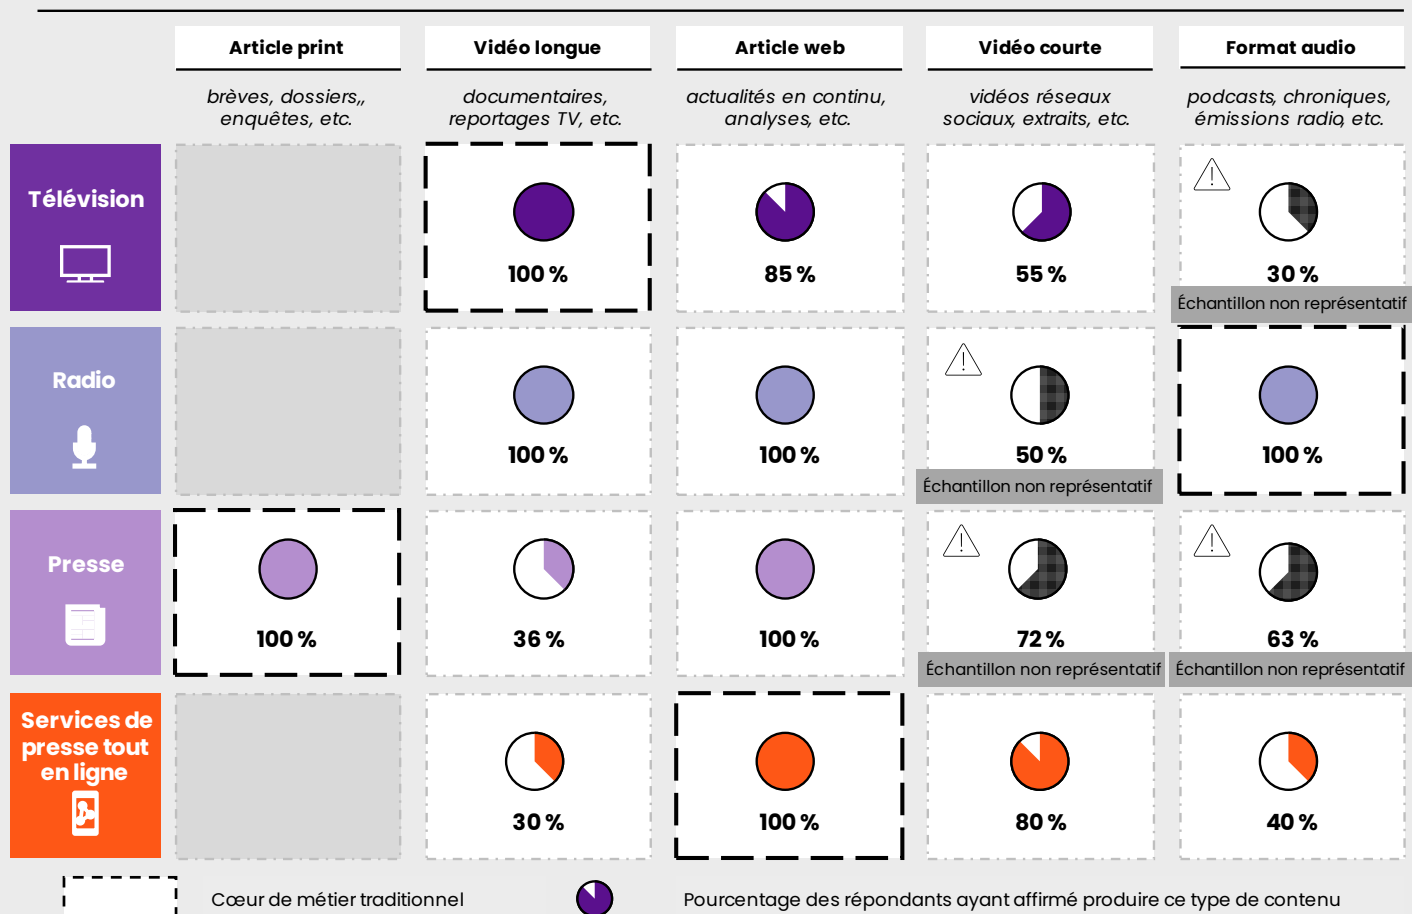 Article print
Vidéo longue
Article web
Vidéo courte
Format audio
brèves, dossiers,,
enquêtes, etc.
documentaires,
reportages TV, etc.
actualités en continu,
analyses, etc.
vidéos réseaux
sociaux, extraits, etc.
podcasts, chroniques,
émissions radio, etc.
Télévision
100 %
85 %
55 %
30 %
Échantillon non représentatif
Radio
100 %
100 %
50 %
Échantillon non représentatif
100 %
Presse
100 %
36 %
100 %
72 %
Échantillon non représentatif
63 %
Échantillon non représentatif
Services de
presse tout
en ligne
30 %
100 %
80 %
40 %
Cœur de métier traditionnel
Pourcentage des répondants ayant affirmé produire ce type de contenu